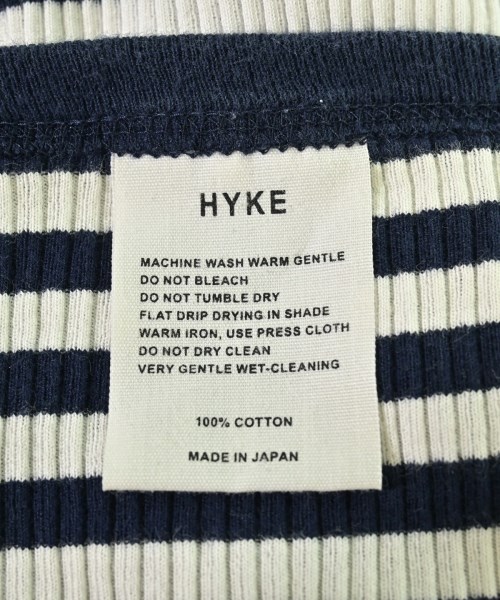 HYKE
MACHINE WASH WARM GENTLE
DO NOT BLEACH
DO NOT TUMBLE DRY
FLAT DRIP DRYING IN SHADE
WARM IRON, USE PRESS CLOTH
DO NOT DRY CLEAN
VERY GENTLE WET-CLEANING
100% COTTON
MADE IN JAPAN